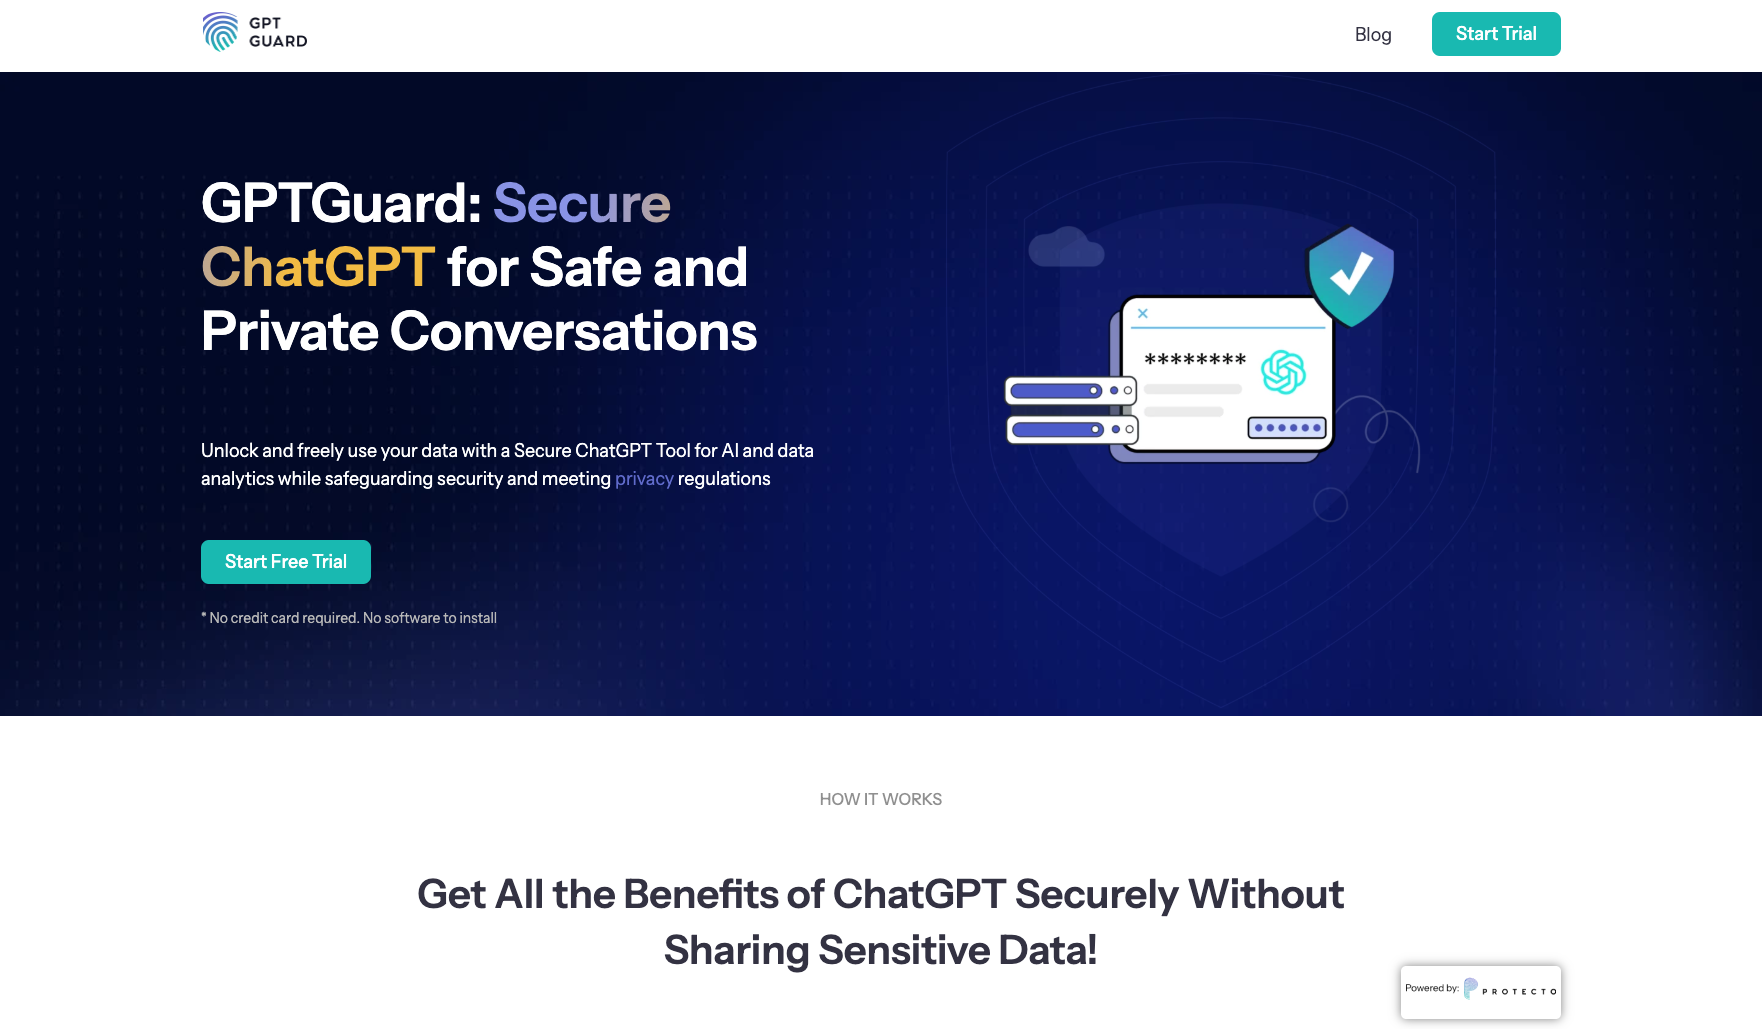 GPT
GUARD
Blog
Start Trial
GPTGuard: Secure
ChatGPT for Safe and
Private Conversations
********
Unlock and freely use your data with a Secure ChatGPT Tool for AI and data
analytics while safeguarding security and meeting privacy regulations
Start Free Trial
* No credit card required. No software to install
HOW IT WORKS
Get All the Benefits of ChatGPT Securely Without
Sharing Sensitive Data!
Powered by: PROTECTO